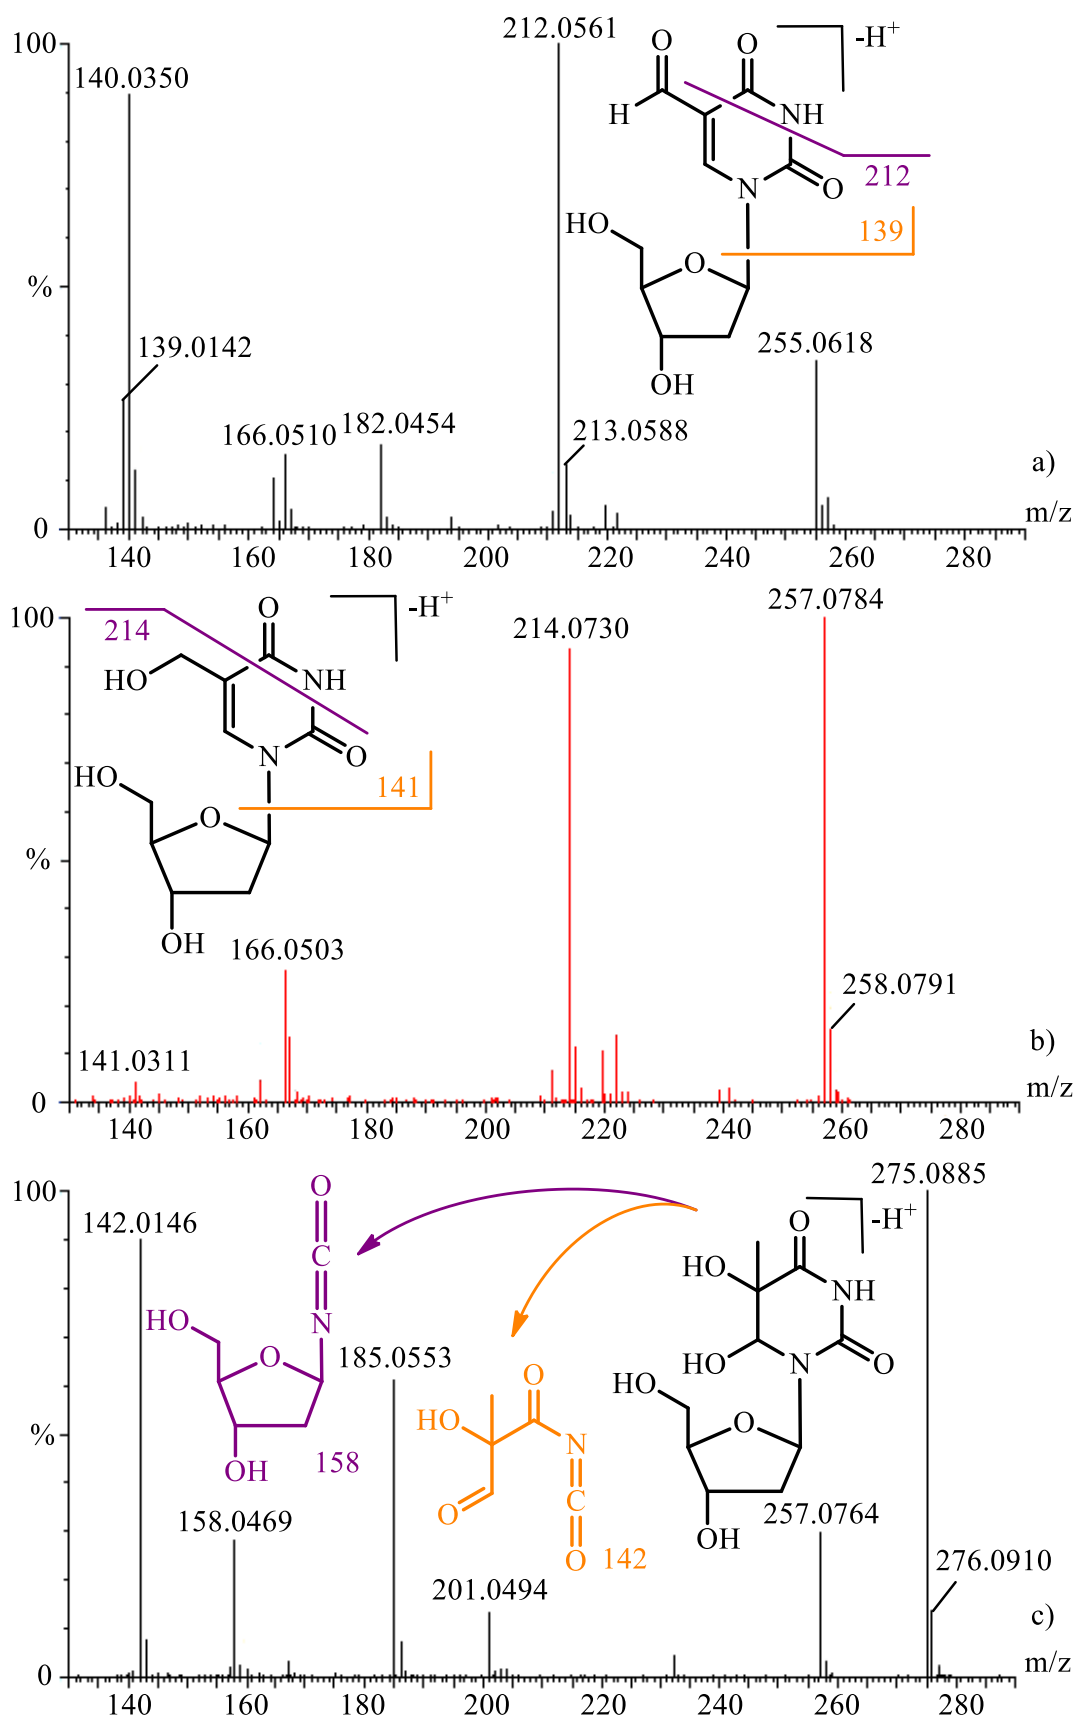 212.0561
-H⁺
100
140.0350
O
O
H
NH
212
N
O
HO
139
O
%
139.0142
255.0618
OH
166.0510
182.0454
213.0588
a)
0
m/z
140
160
180
200
220
240
260
280
257.0784
-H⁺
100
O
214
214.0730
HO
NH
N
O
HO
141
O
%
OH
166.0503
258.0791
141.0311
b)
0
m/z
140
160
180
200
220
240
260
280
275.0885
100
O
142.0146
-H⁺
O
C
HO
NH
HO
N
185.0553
O
HO
N
O
HO
O
HO
O
O
N
%
OH
158
C
O
O
142
158.0469
257.0764
OH
201.0494
276.0910
c)
0
m/z
140
160
180
200
220
240
260
280